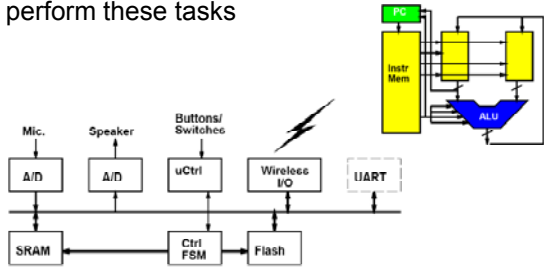 perform these tasks
PC
Instr
Mem
ALU
Mic.
Speaker
Buttons/
Switches
A/D
A/D
uCtrl
Wireless
I/O
UART
SRAM
Ctrl
FSM
Flash